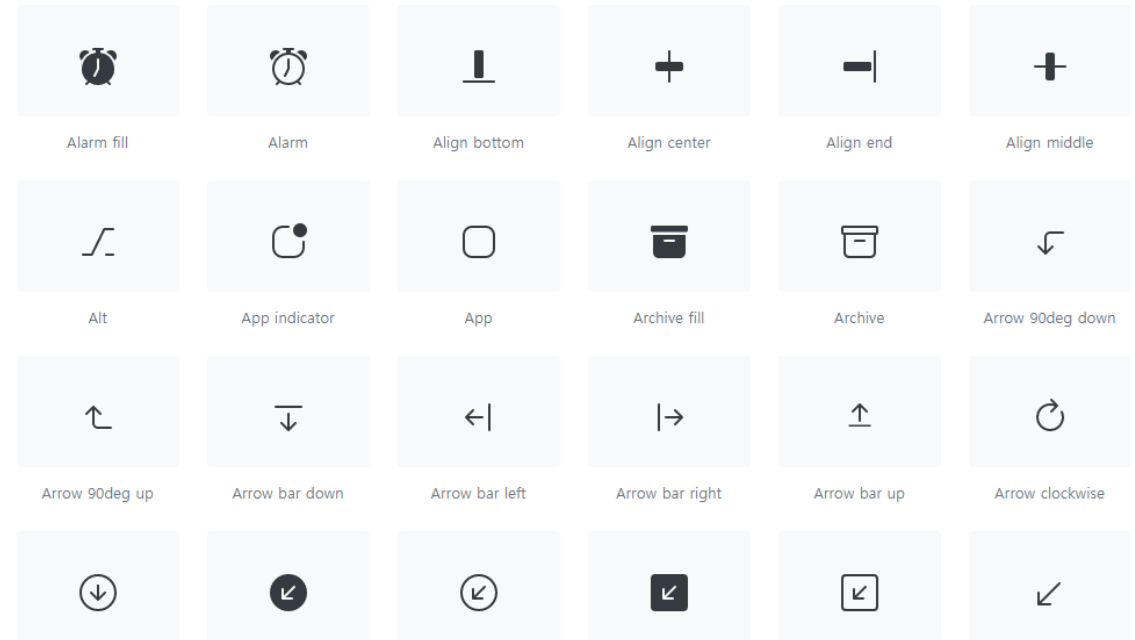 Alarm fill
Alarm
Align bottom
Align center
Align end
Align middle
Alt
App indicator
App
Archive fill
Archive
Arrow 90deg down
Arrow 90deg up
Arrow bar down
Arrow bar left
Arrow bar right
Arrow bar up
Arrow clockwise